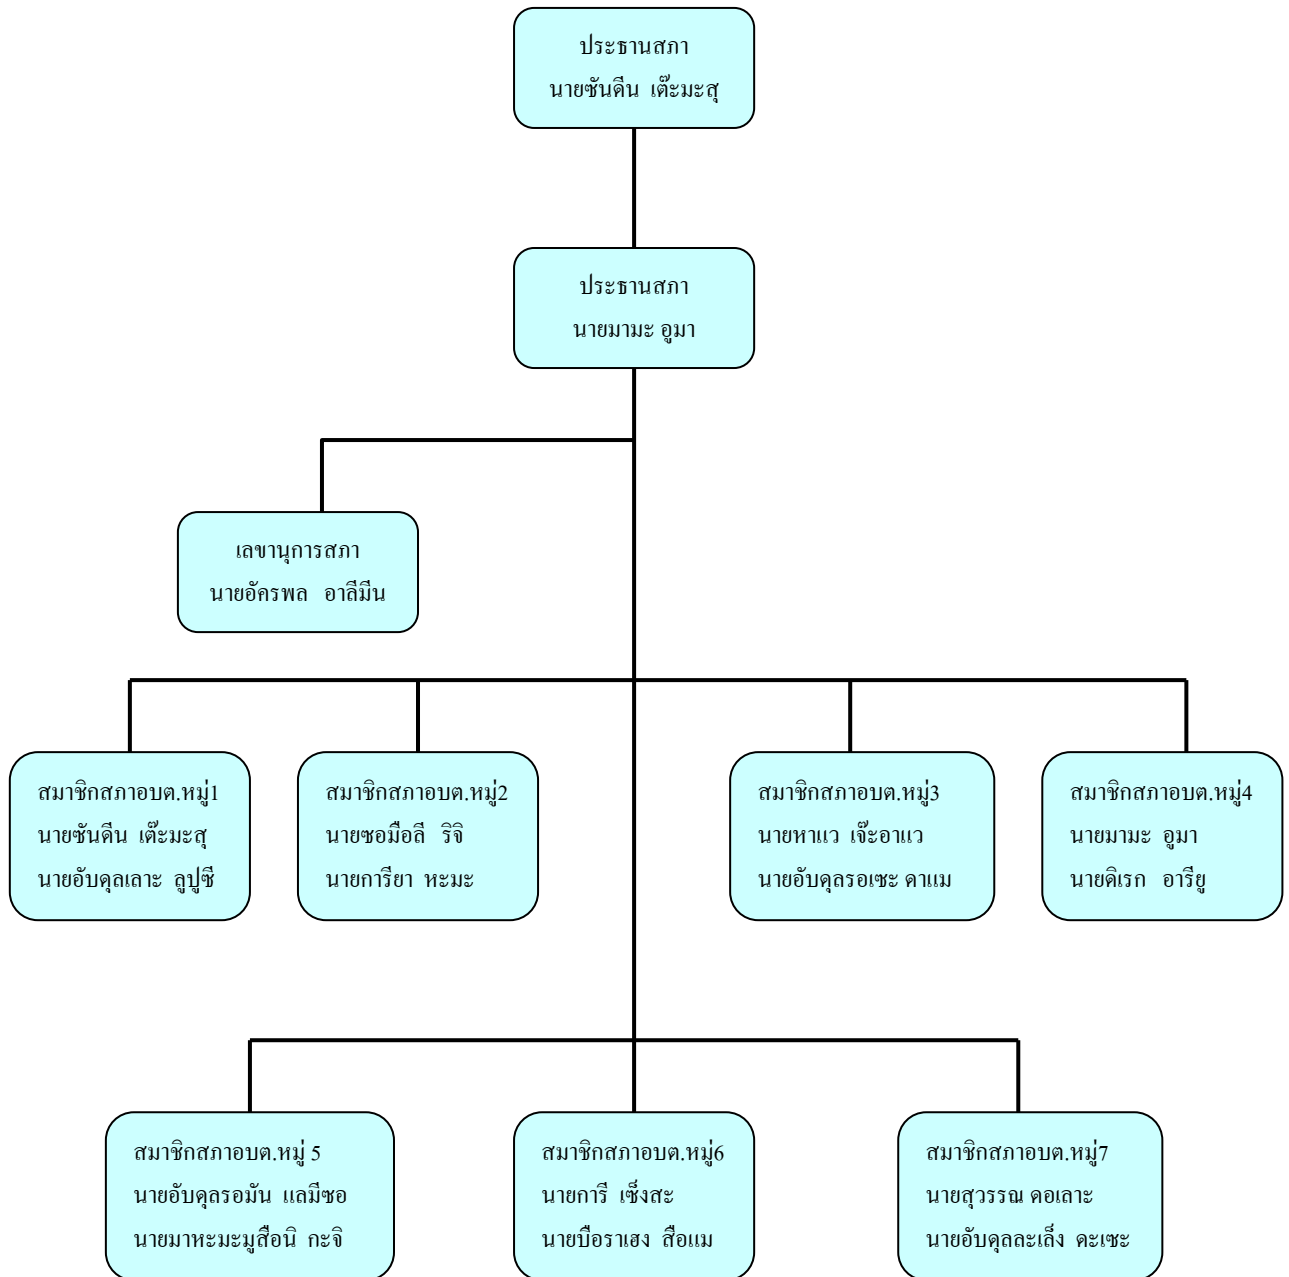 ประธานสภา
นายซันดีน เต๊ะมะสุ
ประธานสภา
นายมามะ อูมา
เลขานุการสภา
นายอัครพล อาลีมีน
สมาชิกสภาอบต.หมู่1
นายซันดีน เต๊ะมะสุ
นายอับดุลเลาะ ลูปูซี
สมาชิกสภาอบต.หมู่2
นายซอมือลี ริจิ
นายการียา หะมะ
สมาชิกสภาอบต.หมู่3
นายหาแว เจ๊ะอาแว
นายอับดุลรอเซะ ดาแม
สมาชิกสภาอบต.หมู่4
นายมามะ อูมา
นายดิเรก อารียู
สมาชิกสภาอบต.หมู่ 5
นายอับดุลรอมัน แลมีซอ
นายมาหะมะมูสือนิ กะจิ
สมาชิกสภาอบต.หมู่6
นายการี เซ็งสะ
นายบือราเฮง สือแม
สมาชิกสภาอบต.หมู่7
นายสุวรรณ ดอเลาะ
นายอับดุลละเล็ง ดะเซะ